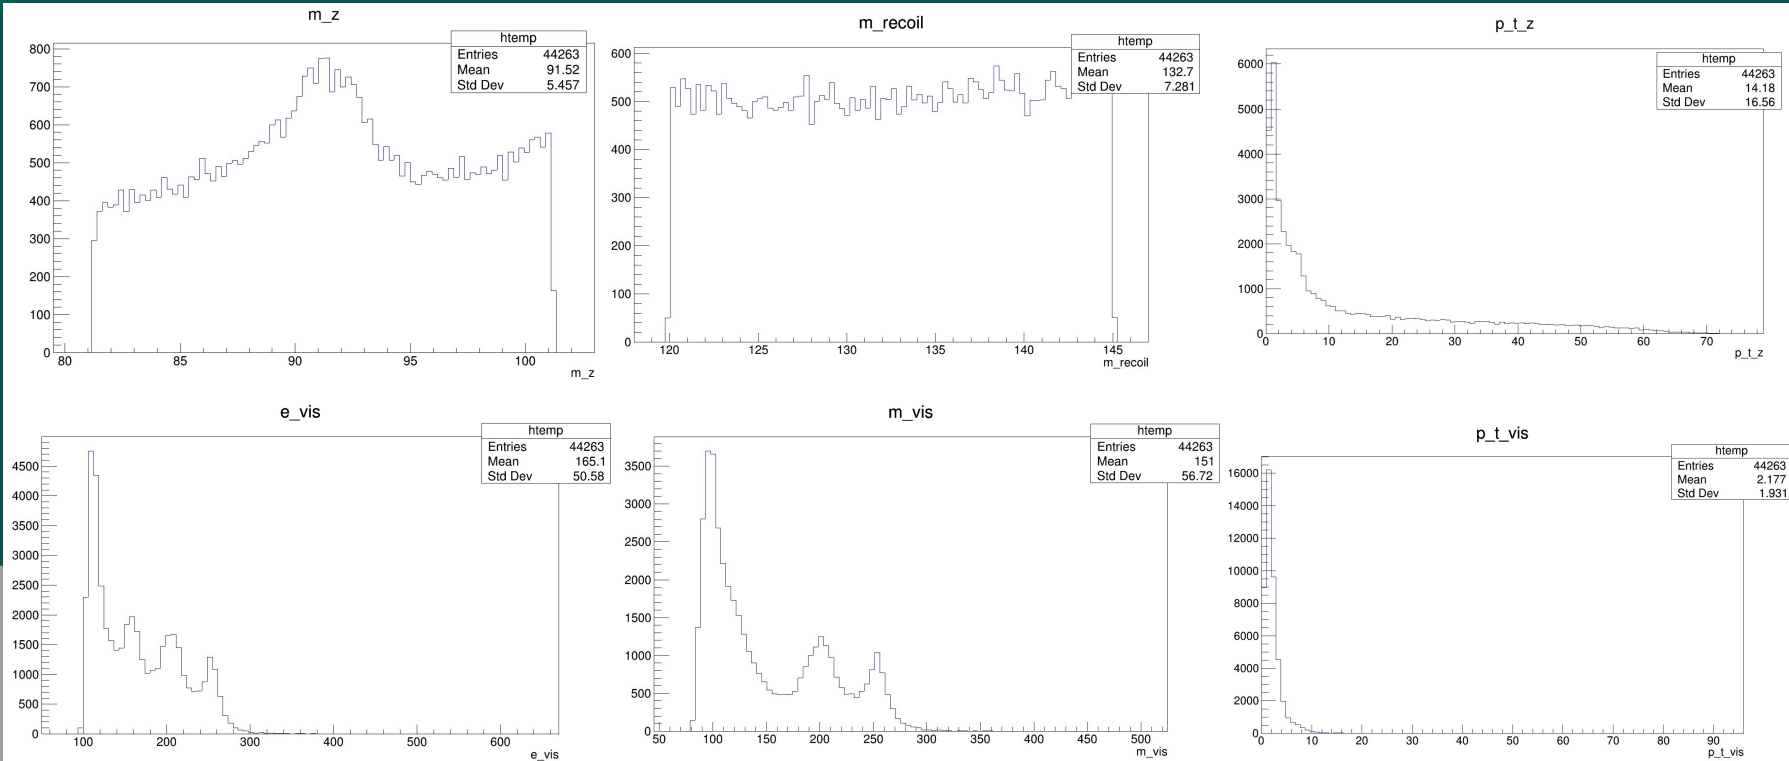 m_z
htemp
Entries 44263
Mean 91.52
Std Dev 5.457
800
700
600
500
400
300
200
100
0
80 85 90 95 100
m_z
m_recoil
htemp
Entries 44263
Mean 132.7
Std Dev 7.281
600
500
400
300
200
100
0
120 125 130 135 140 145
m_recoil
p_t_z
htemp
Entries 44263
Mean 14.18
Std Dev 16.56
6000
5000
4000
3000
2000
1000
0
0 10 20 30 40 50 60 70
p_t_z
e_vis
htemp
Entries 44263
Mean 165.1
Std Dev 50.58
4500
4000
3500
3000
2500
2000
1500
1000
500
0
100 200 300 400 500 600
e_vis
m_vis
htemp
Entries 44263
Mean 151
Std Dev 56.72
3500
3000
2500
2000
1500
1000
500
0
50 100 150 200 250 300 350 400 450 500
m_vis
p_t_vis
htemp
Entries 44263
Mean 2.177
Std Dev 1.931
16000
14000
12000
10000
8000
6000
4000
2000
0
0 10 20 30 40 50 60 70 80 90
p_t_vis